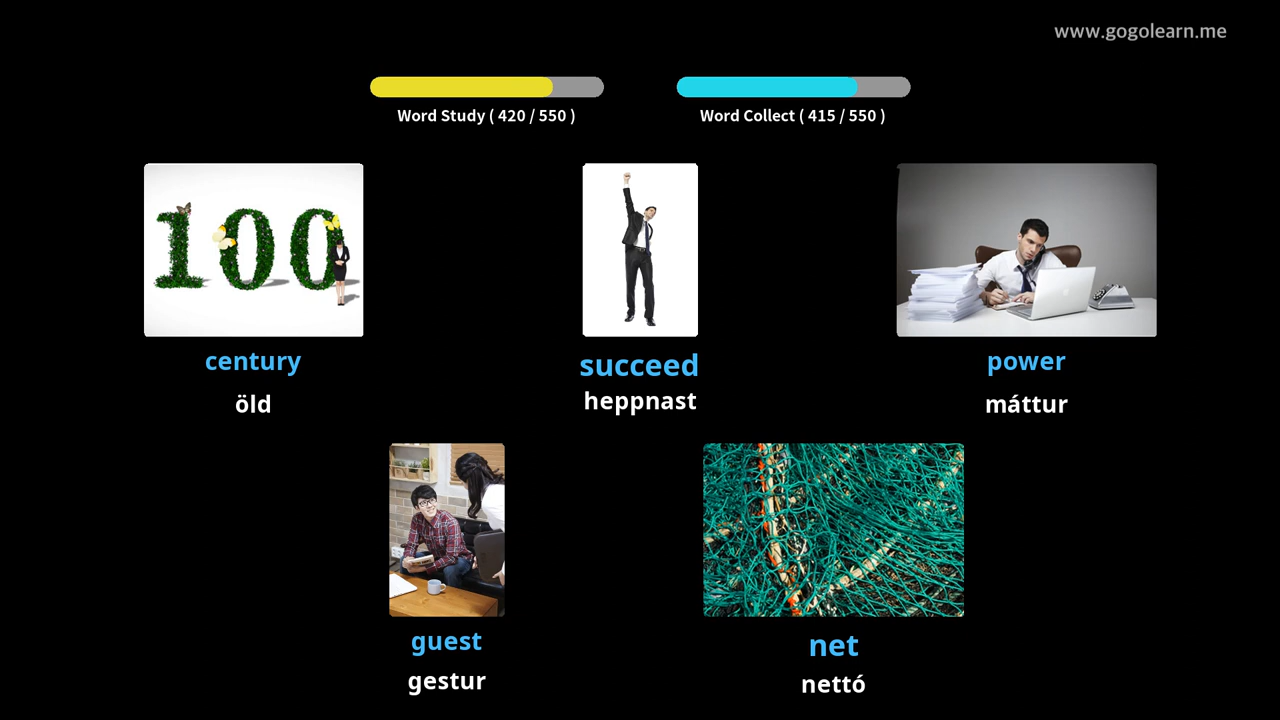 www.gogolearn.me
Word Study ( 420 / 550 )
Word Collect ( 415 / 550 )
100
century
öld
succeed
heppnast
power
máttur
guest
gestur
net
nettó